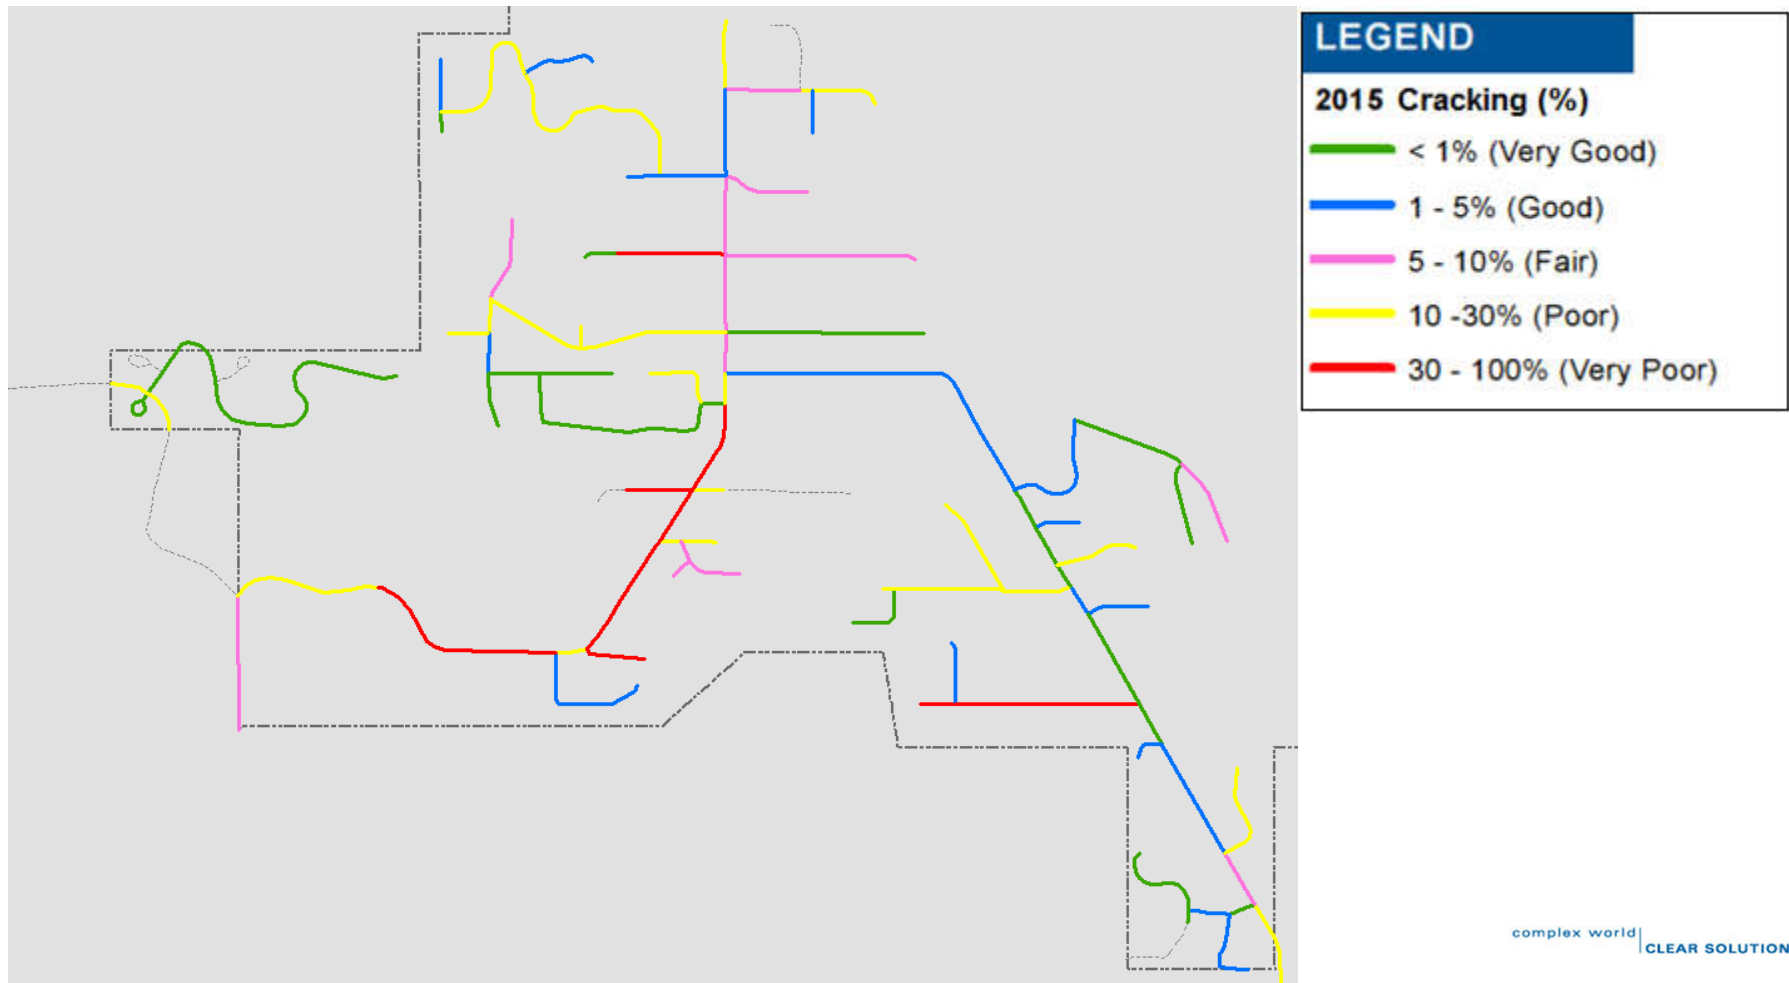 LEGEND
2015 Cracking (%)
< 1% (Very Good)
1 - 5% (Good)
5 - 10% (Fair)
10 -30% (Poor)
30 - 100% (Very Poor)
complex world
CLEAR SOLUTION